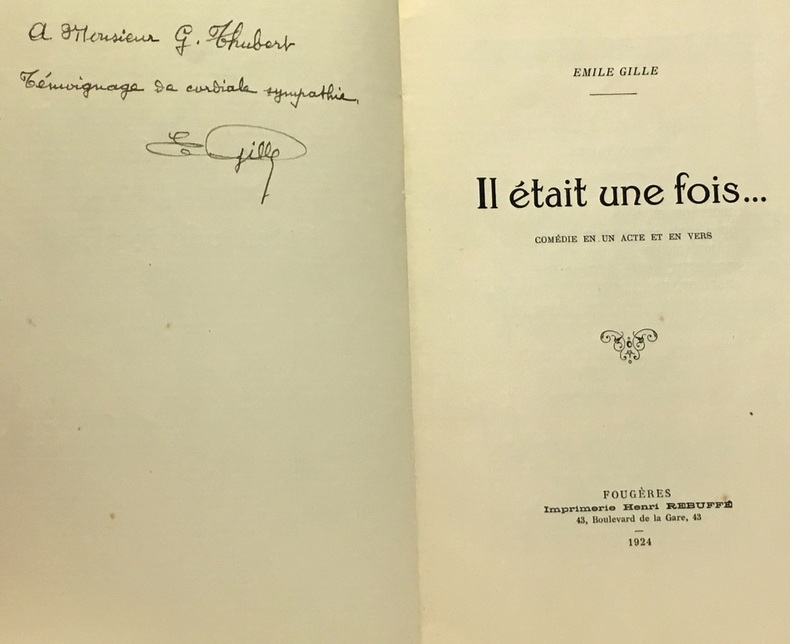 A Monsieur G. Thubert
Témoignage de cordiale sympathie.
E Gille
EMILE GILLE
Il était une fois...
COMÉDIE EN UN ACTE ET EN VERS
FOUGÈRES
Imprimerie Henri REBUFFÉ
43, Boulevard de la Gare, 43
1924